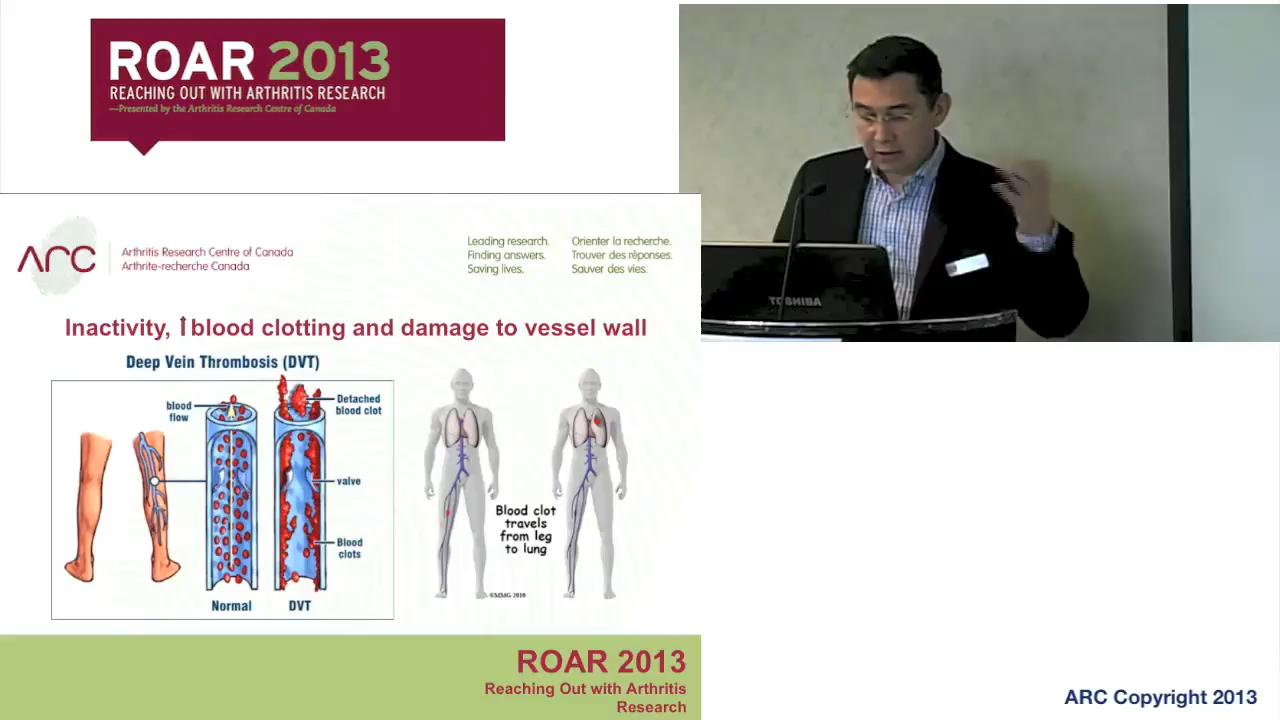 ROAR 2013
REACHING OUT WITH ARTHRITIS RESEARCH
—Presented by the Arthritis Research Centre of Canada
TOSHIBA
ARC
Arthritis Research Centre of Canada
Arthrite-recherche Canada
Leading research.
Finding answers.
Saving lives.
Orienter la recherche.
Trouver des réponses.
Sauver des vies.
Inactivity, ↑blood clotting and damage to vessel wall
Deep Vein Thrombosis (DVT)
blood
flow
Detached
blood clot
valve
Blood
clots
Normal
DVT
Blood clot
travels
from leg
to lung
©MMG 2010
ROAR 2013
Reaching Out with Arthritis
Research
ARC Copyright 2013